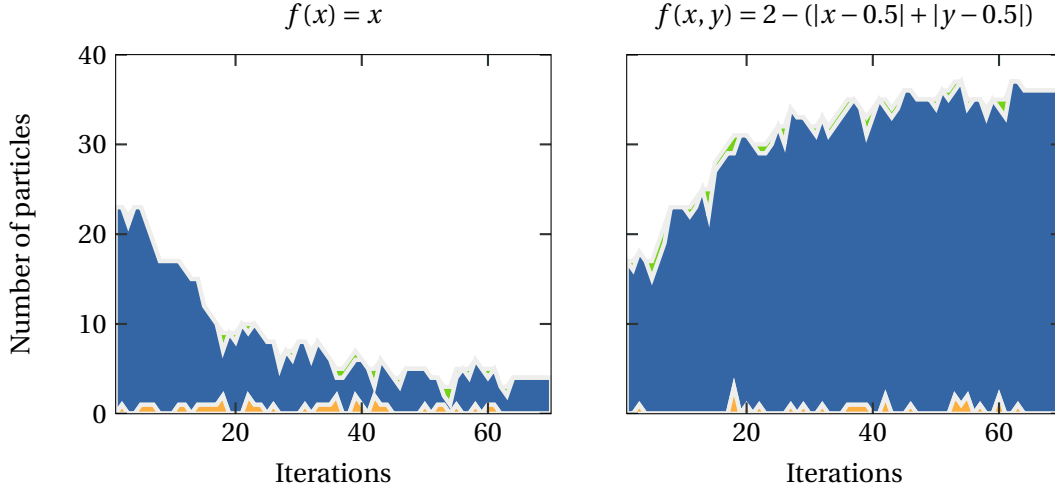 f(x) = x
f(x, y) = 2 − (|x − 0.5| + |y − 0.5|)
Number of particles
40
30
20
10
0
20 40 60
20 40 60
Iterations
Iterations